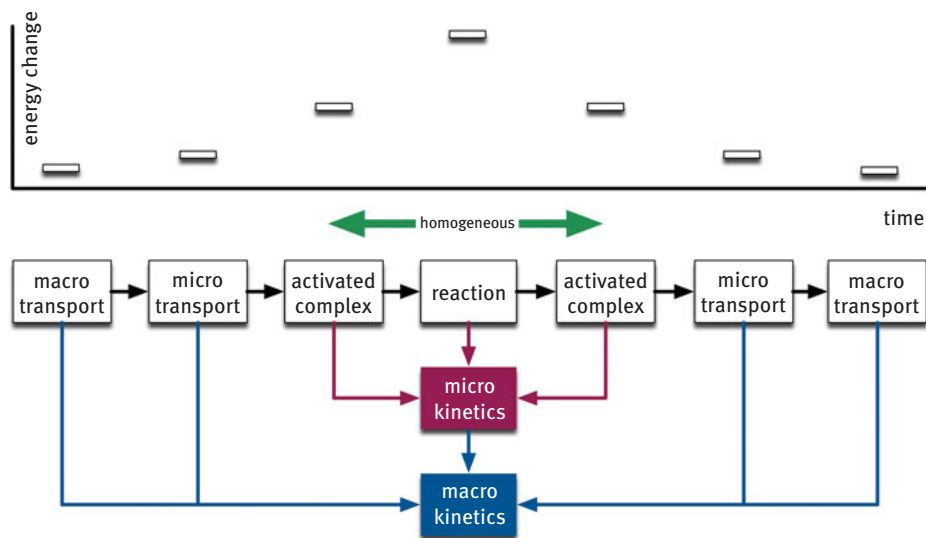 energy change
time
homogeneous
macro
transport
micro
transport
activated
complex
reaction
activated
complex
micro
transport
macro
transport
micro
kinetics
macro
kinetics